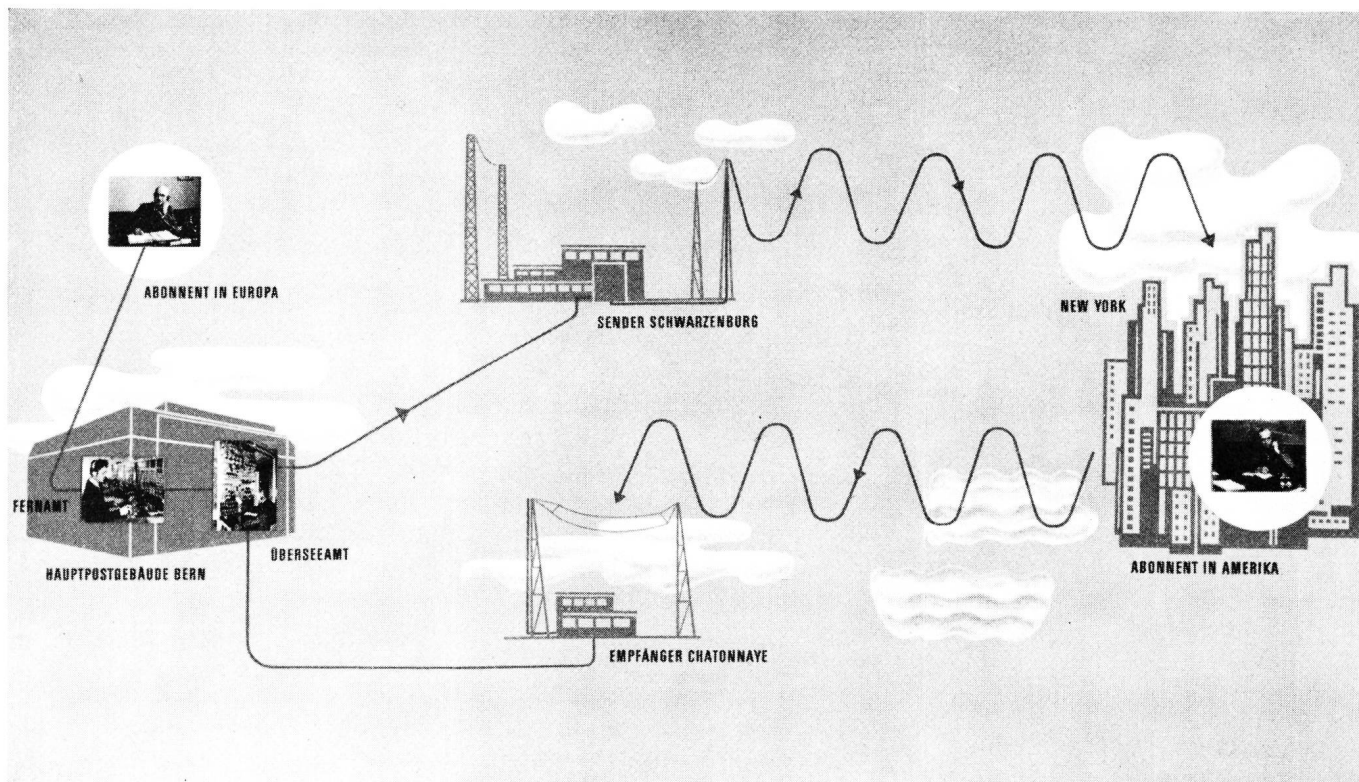 ABONNENT IN EUROPA
SENDER SCHWARZENBURG
NEW YORK
FERNAMT
ÜBERSEEAMT
HAUPTPOSTGEBÄUDE BERN
ABONNENT IN AMERIKA
EMPFÄNGER CHATONNAYE